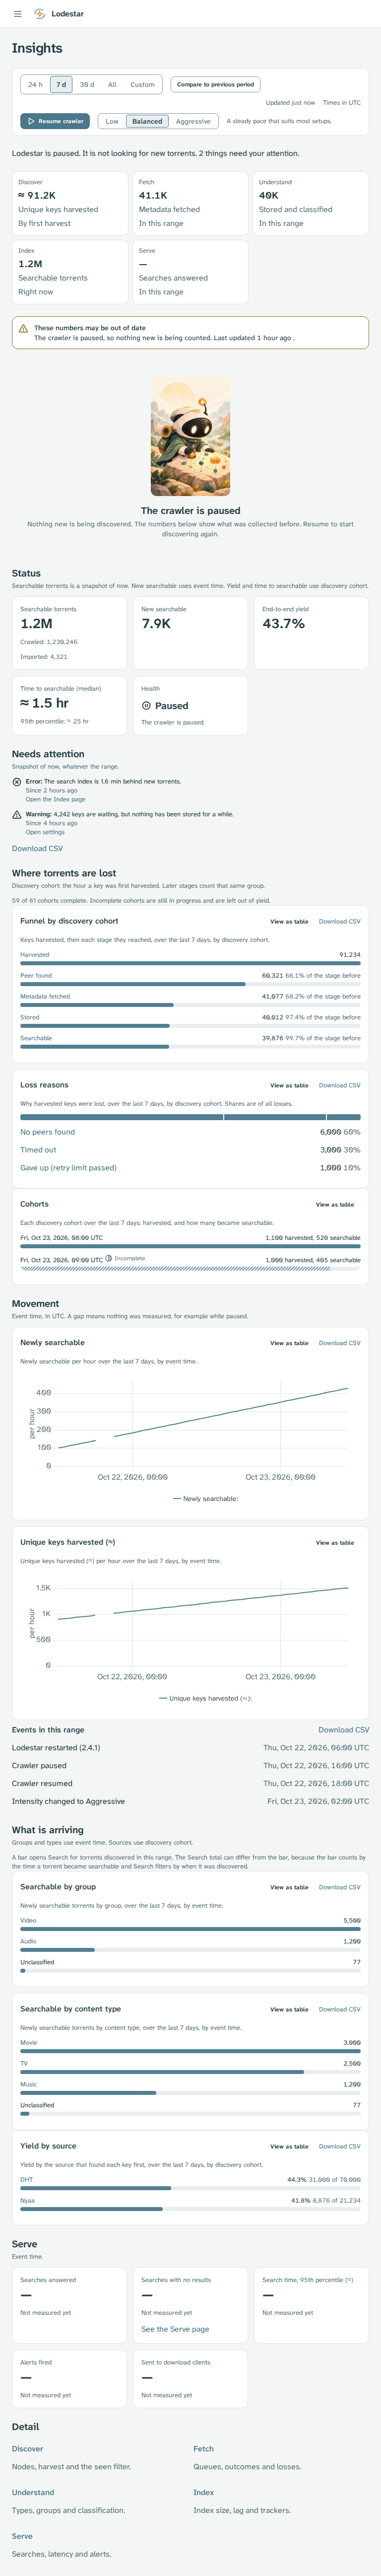 Lodestar
Insights
24 h 7 d 30 d All Custom Compare to previous period
Updated just now Times in UTC
Resume crawler Low Balanced Aggressive A steady pace that suits most setups.
Lodestar is paused. It is not looking for new torrents. 2 things need your attention.
Discover
≈ 91.2K
Unique keys harvested
By first harvest
Fetch
41.1K
Metadata fetched
In this range
Understand
40K
Stored and classified
In this range
Index
1.2M
Searchable torrents
Right now
Serve
—
Searches answered
In this range
These numbers may be out of date
The crawler is paused, so nothing new is being counted. Last updated 1 hour ago .
The crawler is paused
Nothing new is being discovered. The numbers below show what was collected before. Resume to start
discovering again.
Status
Searchable torrents is a snapshot of now. New searchable uses event time. Yield and time to searchable use discovery cohort.
Searchable torrents
1.2M
Crawled: 1,230,246
Imported: 4,321
New searchable
7.9K
End-to-end yield
43.7%
Time to searchable (median)
≈ 1.5 hr
95th percentile: ≈ 25 hr
Health
Paused
The crawler is paused.
Needs attention
Snapshot of now, whatever the range.
Error: The search index is 1.6 min behind new torrents.
Since 2 hours ago
Open the Index page
Warning: 4,242 keys are waiting, but nothing has been stored for a while.
Since 4 hours ago
Open settings
Download CSV
Where torrents are lost
Discovery cohort: the hour a key was first harvested. Later stages count that same group.
59 of 61 cohorts complete. Incomplete cohorts are still in progress and are left out of yield.
Funnel by discovery cohort View as table Download CSV
Keys harvested, then each stage they reached, over the last 7 days, by discovery cohort.
Harvested 91,234
Peer found 60,321 66.1% of the stage before
Metadata fetched 41,077 68.2% of the stage before
Stored 40,012 97.4% of the stage before
Searchable 39,876 99.7% of the stage before
Loss reasons View as table Download CSV
Why harvested keys were lost, over the last 7 days, by discovery cohort. Shares are of all losses.
No peers found 6,000 60%
Timed out 3,000 30%
Gave up (retry limit passed) 1,000 10%
Cohorts View as table
Each discovery cohort over the last 7 days: harvested, and how many became searchable.
Fri, Oct 23, 2026, 08:00 UTC 1,100 harvested, 520 searchable
Fri, Oct 23, 2026, 09:00 UTC Incomplete 1,000 harvested, 405 searchable
Movement
Event time, in UTC. A gap means nothing was measured, for example while paused.
Newly searchable View as table Download CSV
Newly searchable per hour over the last 7 days, by event time.
per hour
400
300
200
100
0
Oct 22, 2026, 00:00 Oct 23, 2026, 00:00
Newly searchable:
Unique keys harvested (≈) View as table
Unique keys harvested (≈) per hour over the last 7 days, by event time.
per hour
1.5K
1K
500
0
Oct 22, 2026, 00:00 Oct 23, 2026, 00:00
Unique keys harvested (≈):
Events in this range Download CSV
Lodestar restarted (2.4.1) Thu, Oct 22, 2026, 06:00 UTC
Crawler paused Thu, Oct 22, 2026, 16:00 UTC
Crawler resumed Thu, Oct 22, 2026, 18:00 UTC
Intensity changed to Aggressive Fri, Oct 23, 2026, 02:00 UTC
What is arriving
Groups and types use event time. Sources use discovery cohort.
A bar opens Search for torrents discovered in this range. The Search total can differ from the bar, because the bar counts by
the time a torrent became searchable and Search filters by when it was discovered.
Searchable by group View as table Download CSV
Newly searchable torrents by group, over the last 7 days, by event time.
Video 5,500
Audio 1,200
Unclassified 77
Searchable by content type View as table Download CSV
Newly searchable torrents by content type, over the last 7 days, by event time.
Movie 3,000
TV 2,500
Music 1,200
Unclassified 77
Yield by source View as table Download CSV
Yield by the source that found each key first, over the last 7 days, by discovery cohort.
DHT 44.3% 31,000 of 70,000
Nyaa 41.8% 8,876 of 21,234
Serve
Event time.
Searches answered
—
Not measured yet
Searches with no results
—
Not measured yet
See the Serve page
Search time, 95th percentile (≈)
—
Not measured yet
Alerts fired
—
Not measured yet
Sent to download clients
—
Not measured yet
Detail
Discover
Nodes, harvest and the seen filter.
Fetch
Queues, outcomes and losses.
Understand
Types, groups and classification.
Index
Index size, lag and trackers.
Serve
Searches, latency and alerts.